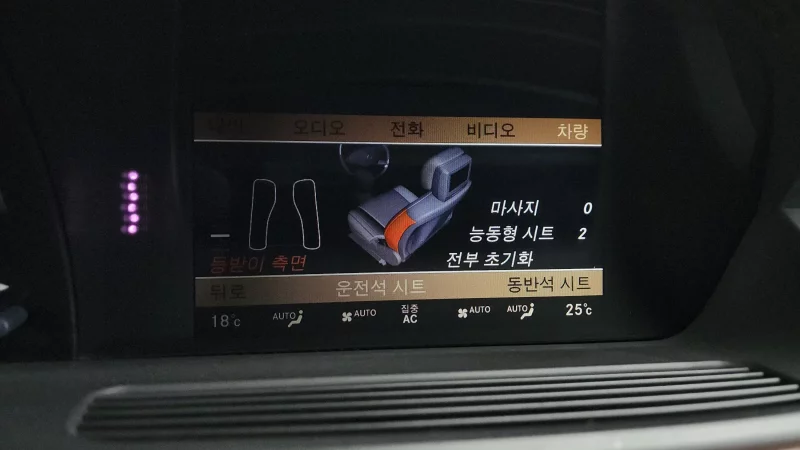 오디오 전화 비디오 차량
마사지 0
능동형 시트 2
등받이 측면 전부 초기화
뒤로 운전석 시트 동반석 시트
18°C AUTO AUTO 집중 AC AUTO AUTO 25°C